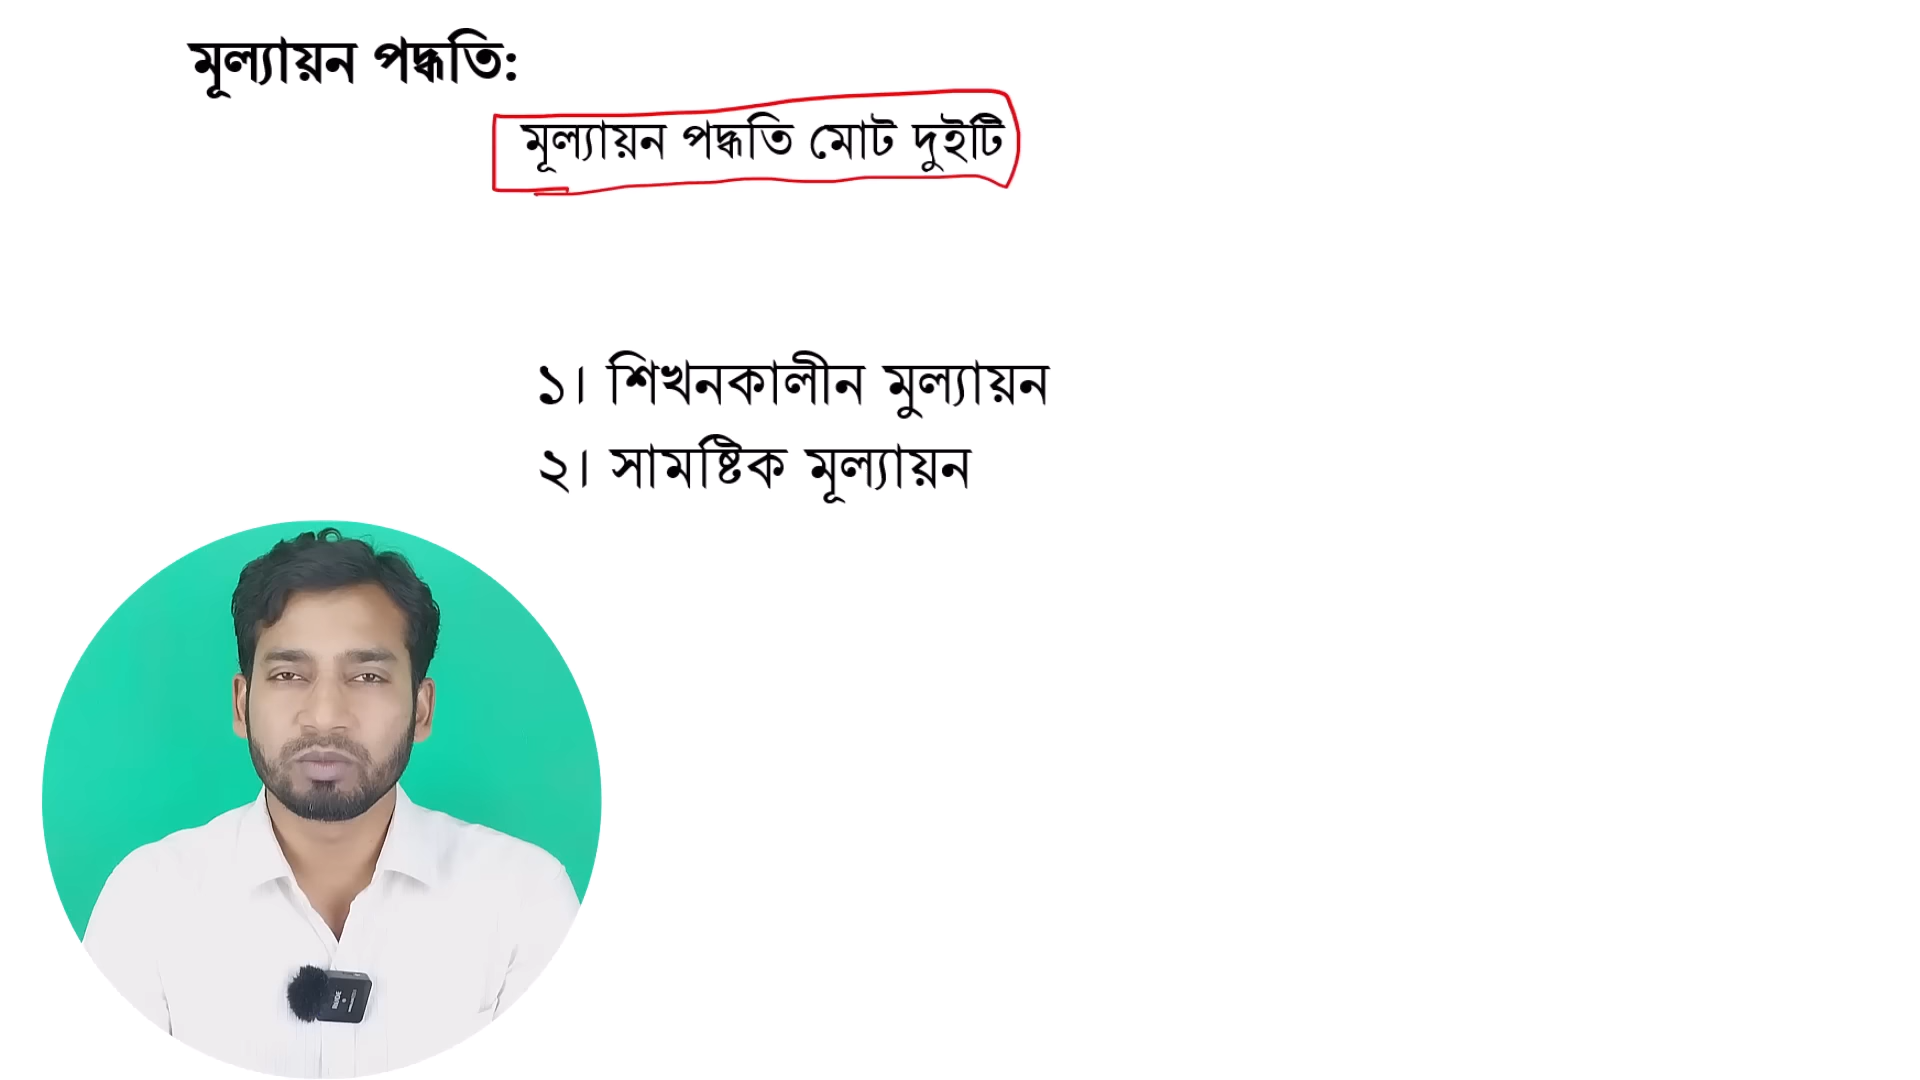 মূল্যায়ন পদ্ধতি:
মূল্যায়ন পদ্ধতি মোট দুইটি
১। শিখনকালীন মুল্যায়ন
২। সামষ্টিক মূল্যায়ন